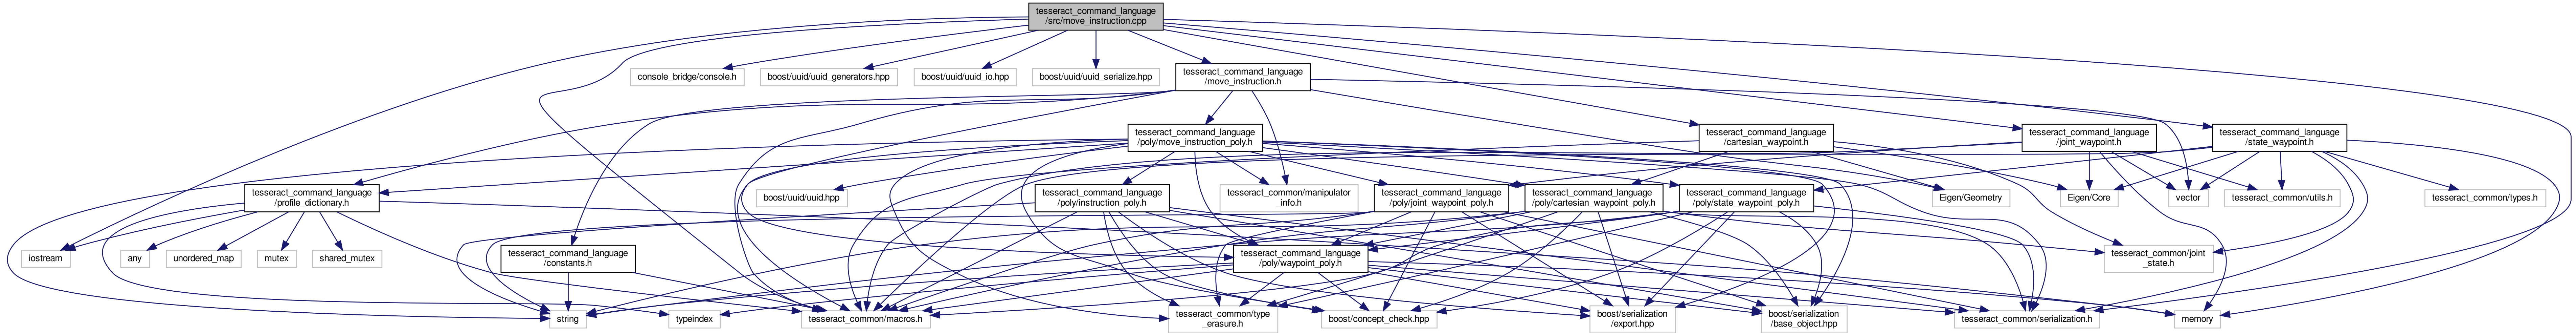 tesseract_command_language
/src/move_instruction.cpp
console_bridge/console.h
boost/uuid/uuid_generators.hpp
boost/uuid/uuid_io.hpp
boost/uuid/uuid_serialize.hpp
tesseract_command_language
/move_instruction.h
tesseract_command_language
/poly/move_instruction_poly.h
tesseract_command_language
/cartesian_waypoint.h
tesseract_command_language
/joint_waypoint.h
tesseract_command_language
/state_waypoint.h
tesseract_command_language
/profile_dictionary.h
boost/uuid/uuid.hpp
tesseract_command_language
/poly/instruction_poly.h
tesseract_common/manipulator
_info.h
tesseract_command_language
/poly/joint_waypoint_poly.h
tesseract_command_language
/poly/cartesian_waypoint_poly.h
tesseract_command_language
/poly/state_waypoint_poly.h
Eigen/Geometry
Eigen/Core
vector
tesseract_common/utils.h
tesseract_common/types.h
iostream
any
unordered_map
mutex
shared_mutex
tesseract_command_language
/constants.h
tesseract_command_language
/poly/waypoint_poly.h
tesseract_common/joint
_state.h
string
typeindex
tesseract_common/macros.h
tesseract_common/type
_erasure.h
boost/concept_check.hpp
boost/serialization
/export.hpp
boost/serialization
/base_object.hpp
tesseract_common/serialization.h
memory